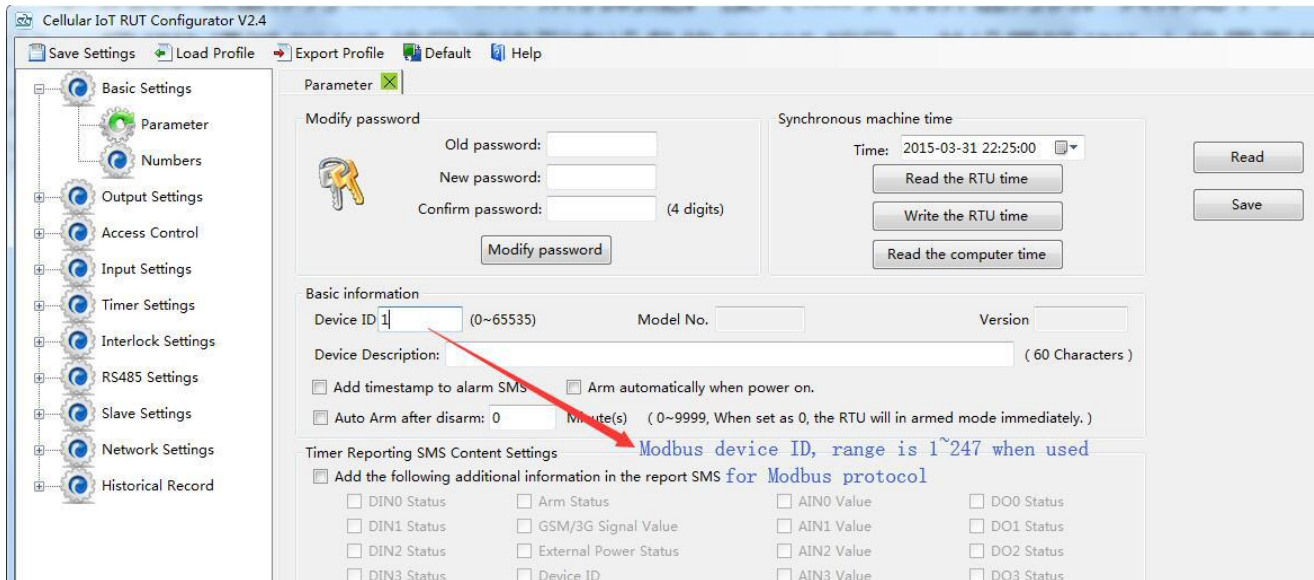 Cellular IoT RUT Configurator V2.4
Save Settings Load Profile Export Profile Default Help
Basic Settings
Parameter
Numbers
Output Settings
Access Control
Input Settings
Timer Settings
Interlock Settings
RS485 Settings
Slave Settings
Network Settings
Historical Record
Parameter
Modify password
Old password:
New password:
Confirm password: (4 digits)
Modify password
Synchronous machine time
Time: 2015-03-31 22:25:00
Read the RTU time
Write the RTU time
Read the computer time
Read
Save
Basic information
Device ID 1 (0~65535) Model No. Version
Device Description: ( 60 Characters )
Add timestamp to alarm SMS Arm automatically when power on.
Auto Arm after disarm: 0 Minute(s) ( 0~9999, When set as 0, the RTU will in armed mode immediately. )
Modbus device ID, range is 1~247 when used
for Modbus protocol
Timer Reporting SMS Content Settings
Add the following additional information in the report SMS
DIN0 Status Arm Status AIN0 Value DO0 Status
DIN1 Status GSM/3G Signal Value AIN1 Value DO1 Status
DIN2 Status External Power Status AIN2 Value DO2 Status
DIN3 Status Device ID AIN3 Value DO3 Status